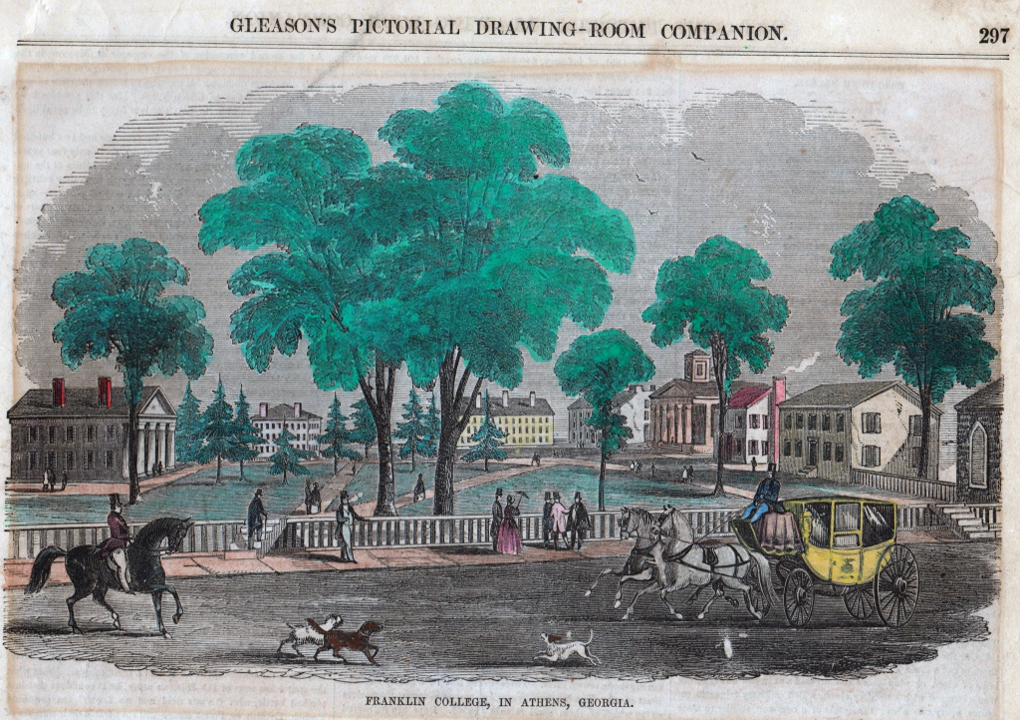 GLEASON'S PICTORIAL DRAWING-ROOM COMPANION. 297
FRANKLIN COLLEGE, IN ATHENS, GEORGIA.